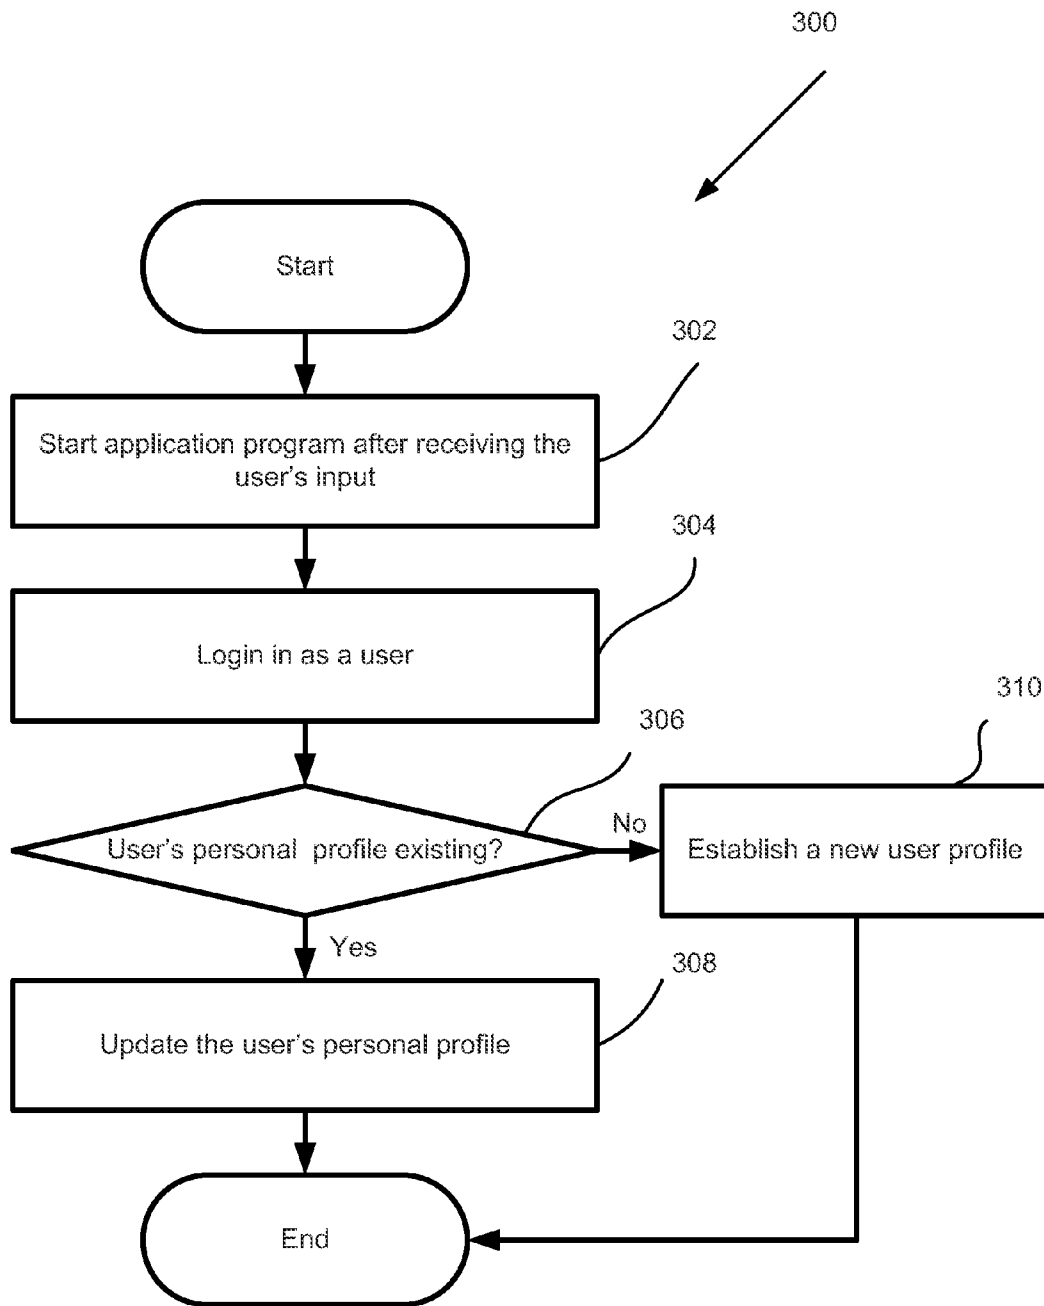 300
Start
302
Start application program after receiving the
user's input
304
Login in as a user
306
310
User's personal profile existing?
No
Establish a new user profile
Yes
308
Update the user's personal profile
End